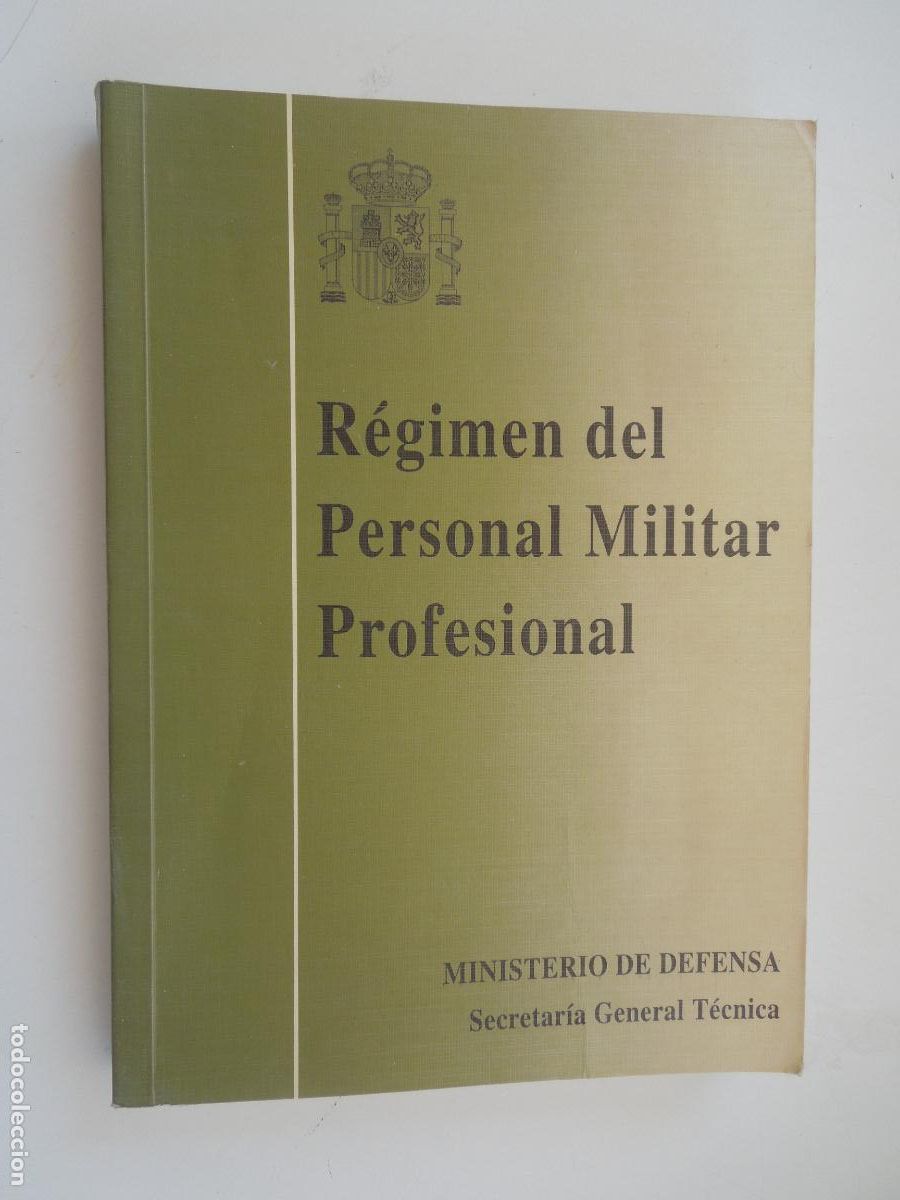 Régimen del
Personal Militar
Profesional
MINISTERIO DE DEFENSA
Secretaría General Técnica
todocoleccion